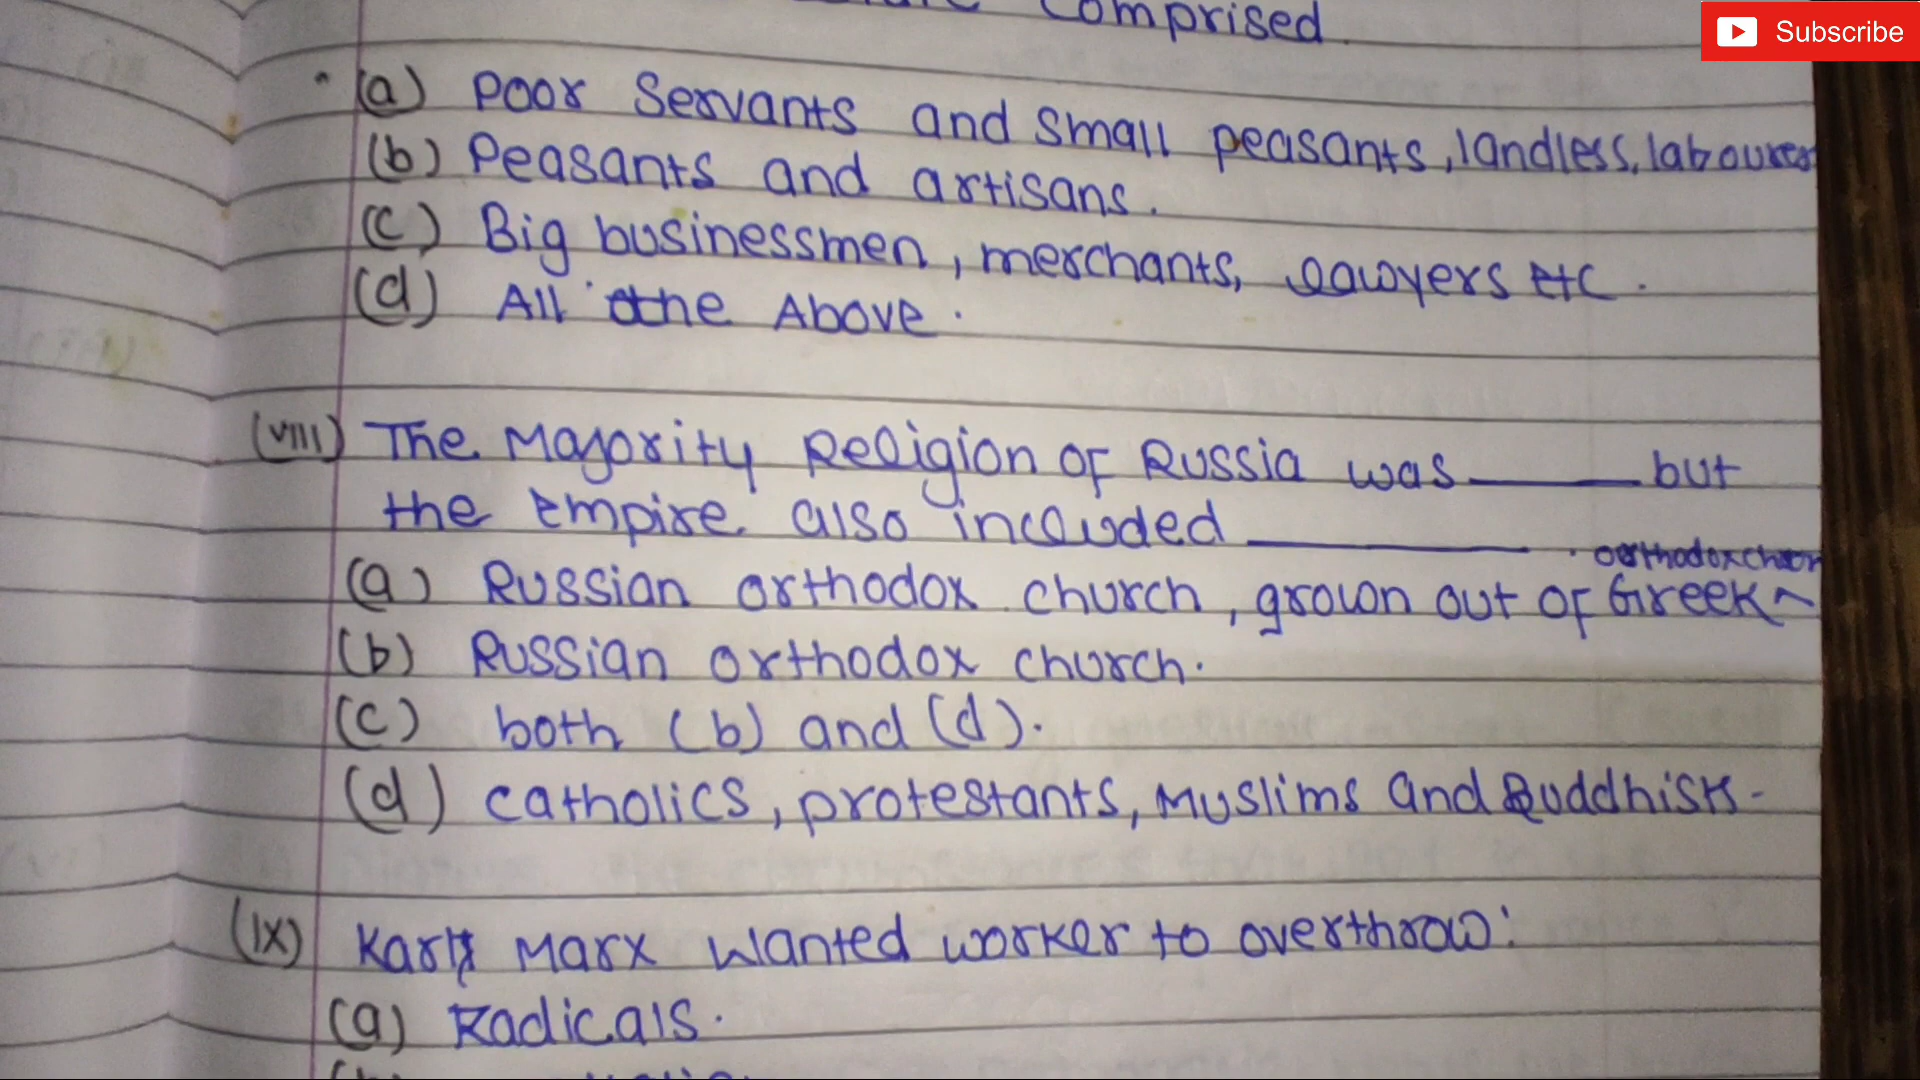 Comprised.
Subscribe
(a) Poor Servants and small peasants, landless, labourers
(b) Peasants and artisans.
(c) Big businessmen, merchants, lawyers etc.
(d) All the Above.
(viii) The Majority Religion of Russia was ______ but
the Empire also included ______.
orthodox church
(a) Russian orthodox church, grown out of Greek ^
(b) Russian orthodox church.
(c) both (b) and (d).
(d) catholics, protestants, Muslims and Buddhists.
(ix) Karl Marx wanted worker to overthrow:
(a) Radicals.